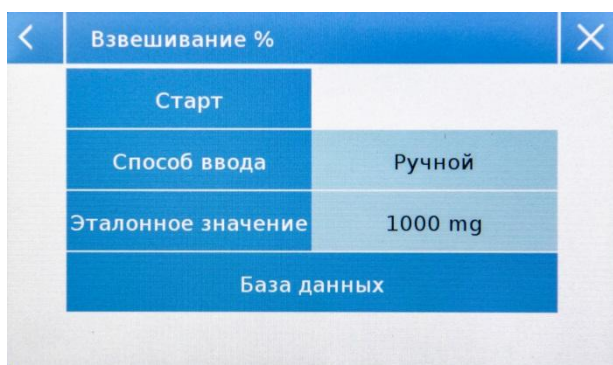 Взвешивание %
Старт
Способ ввода Ручной
Эталонное значение 1000 mg
База данных